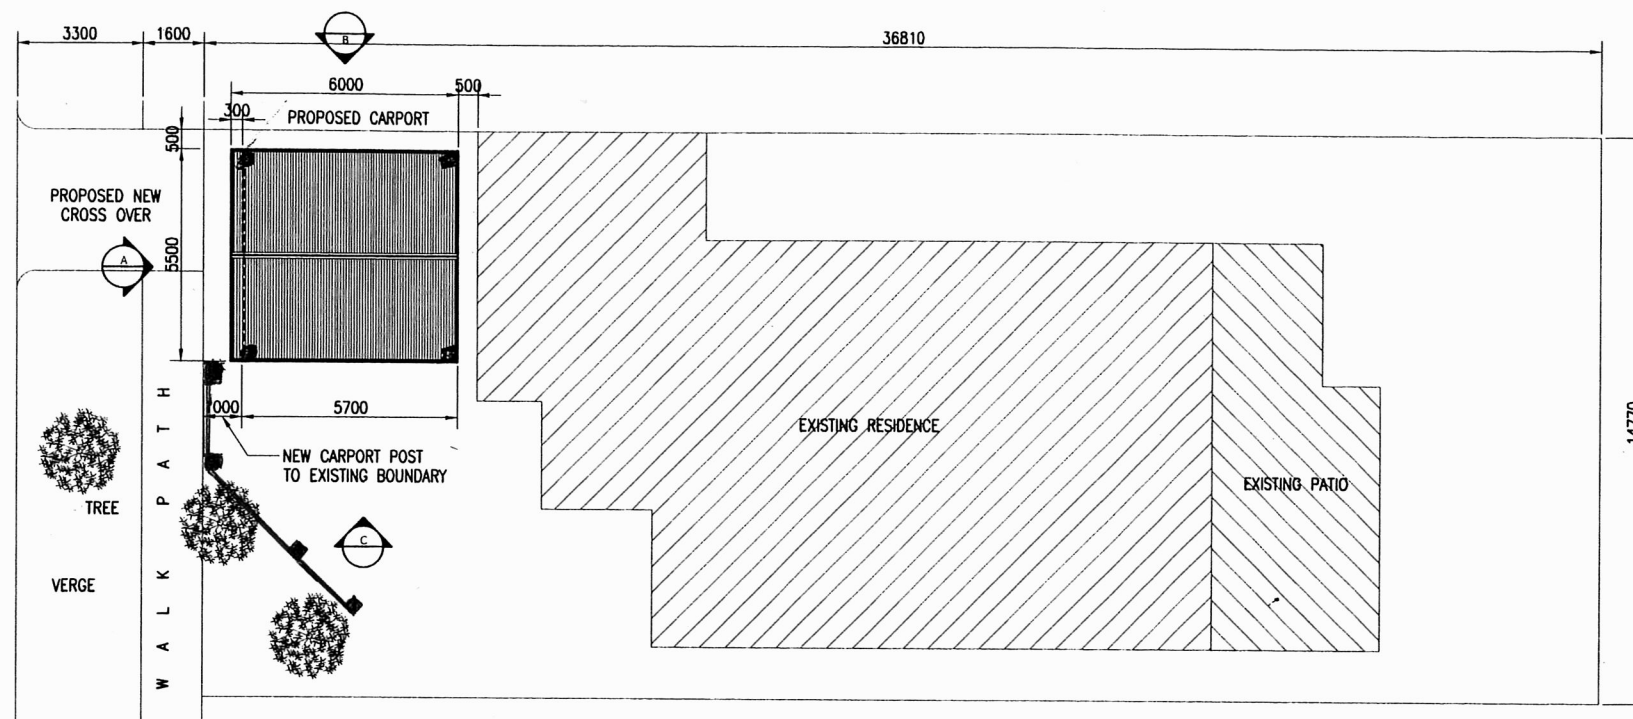 3300
1600
36810
B
6000
500
300
PROPOSED CARPORT
500
PROPOSED NEW
CROSS OVER
A
5500
1000
5700
NEW CARPORT POST
TO EXISTING BOUNDARY
EXISTING RESIDENCE
EXISTING PATIO
TREE
C
VERGE
WALK PATH